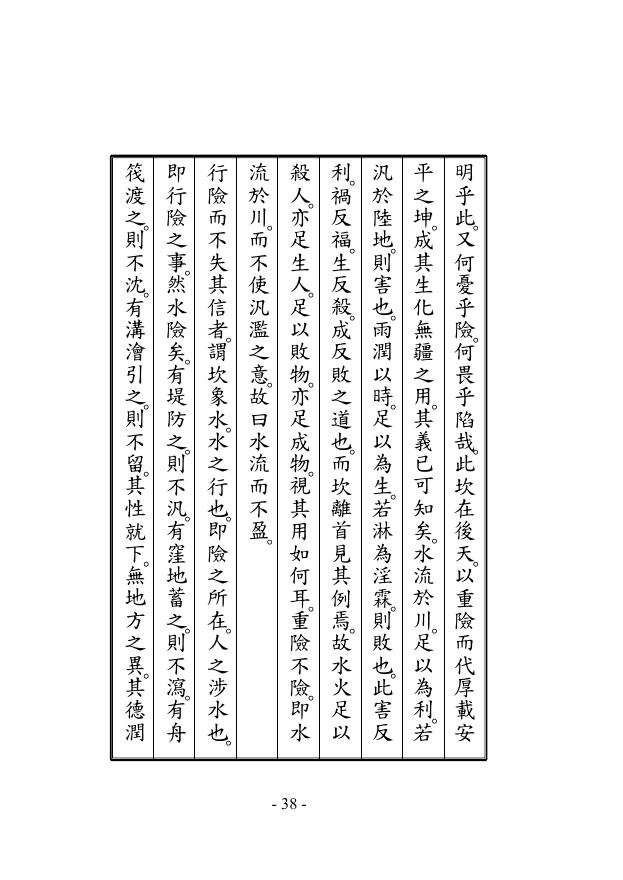 明乎此。又何憂乎險。何畏乎陷哉。此坎在後天。以重險而代厚載安
平之坤。成其生化無疆之用。其義已可知矣。水流於川。足以為利。若
汎於陸地。則害也。雨潤以時。足以為生。若淋為淫霖。則敗也。此害反
利。禍反福。生反殺。成反敗之道也。而坎離首見其例焉。故水火足以
殺人。亦足生人。足以敗物。亦足成物。視其用如何耳。重險不險。即水
流於川。而不使汎濫之意。故曰水流而不盈。
行險而不失其信者。謂坎象水。水之行也。即險之所在。人之涉水也。
即行險之事。然水險矣。有堤防之。則不汎。有窪地蓄之。則不瀉。有舟
筏渡之。則不沈。有溝澮引之。則不留。其性就下。無地方之異。其德潤
- 38 -